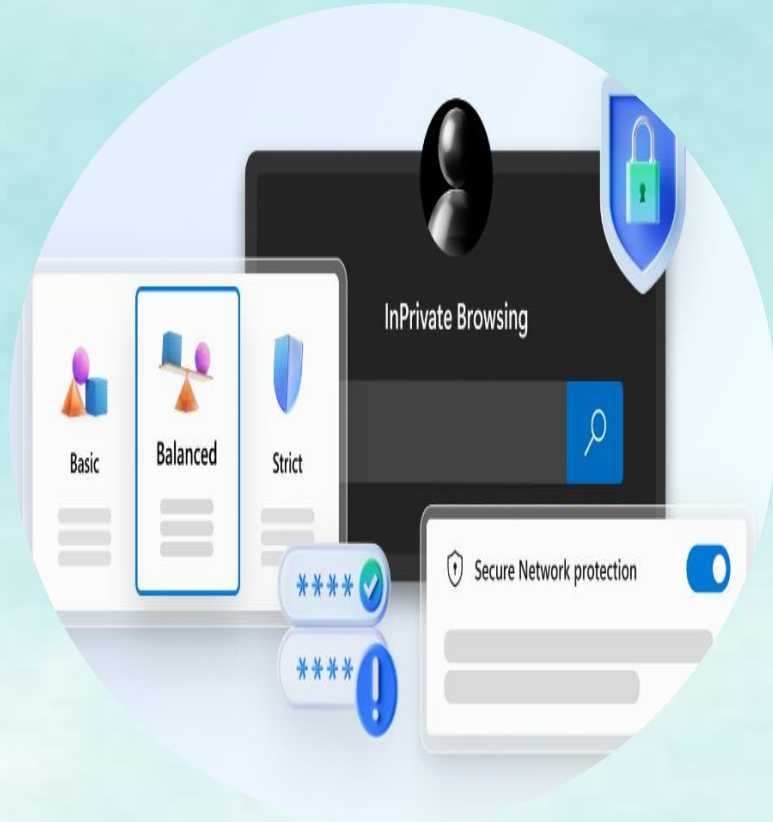 InPrivate Browsing
Basic
Balanced
Strict
Secure Network protection
****
****
!